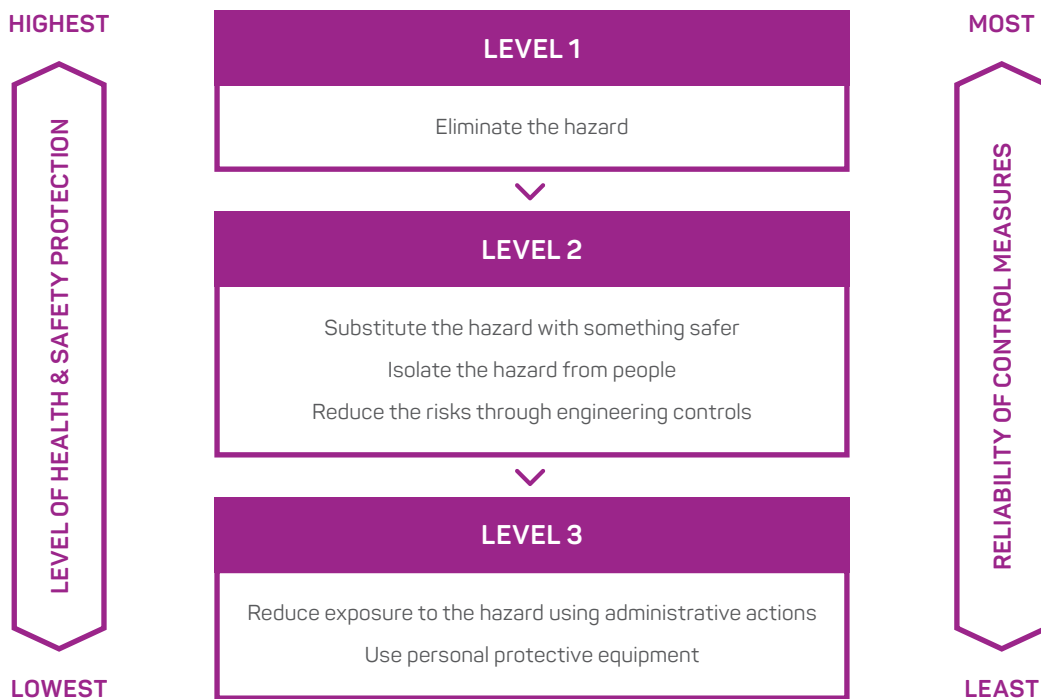 HIGHEST
MOST
LEVEL OF HEALTH & SAFETY PROTECTION
LEVEL 1
Eliminate the hazard
LEVEL 2
Substitute the hazard with something safer
Isolate the hazard from people
Reduce the risks through engineering controls
LEVEL 3
Reduce exposure to the hazard using administrative actions
Use personal protective equipment
RELIABILITY OF CONTROL MEASURES
LOWEST
LEAST